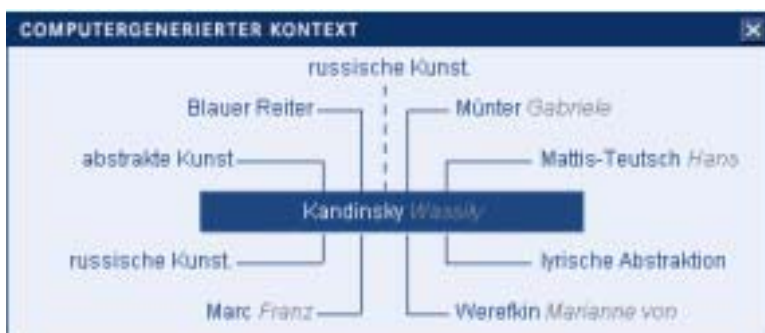 COMPUTERGENERIERTER KONTEXT
russische Kunst.
Blauer Reiter
Münter Gabriele
abstrakte Kunst
Mattis-Teutsch Hans
Kandinsky Wassily
russische Kunst.
lyrische Abstraktion
Marc Franz
Werefkin Marianne von